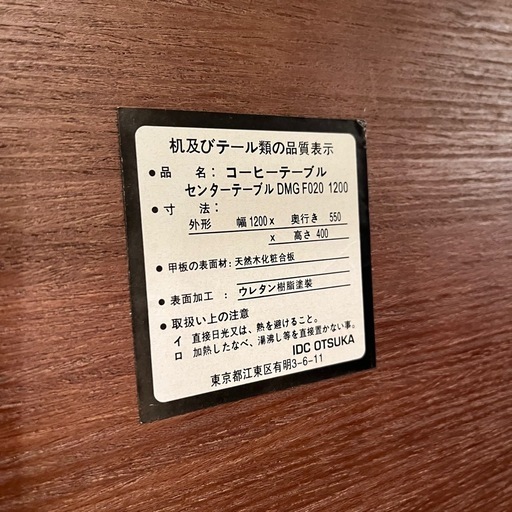 机及びテール類の品質表示
● 品 名: コーヒーテーブル
センターテーブル DMG F020 1200
● 寸 法:
外形 幅 1200 x 奥行き 550
x 高さ 400
● 甲板の表面材: 天然木化粧合板
● 表面加工 : ウレタン樹脂塗装
● 取扱い上の注意
イ 直接日光又は、熱を避けること。
ロ 加熱したなべ、湯沸し等を直接置かない事。
IDC OTSUKA
東京都江東区有明3-6-11